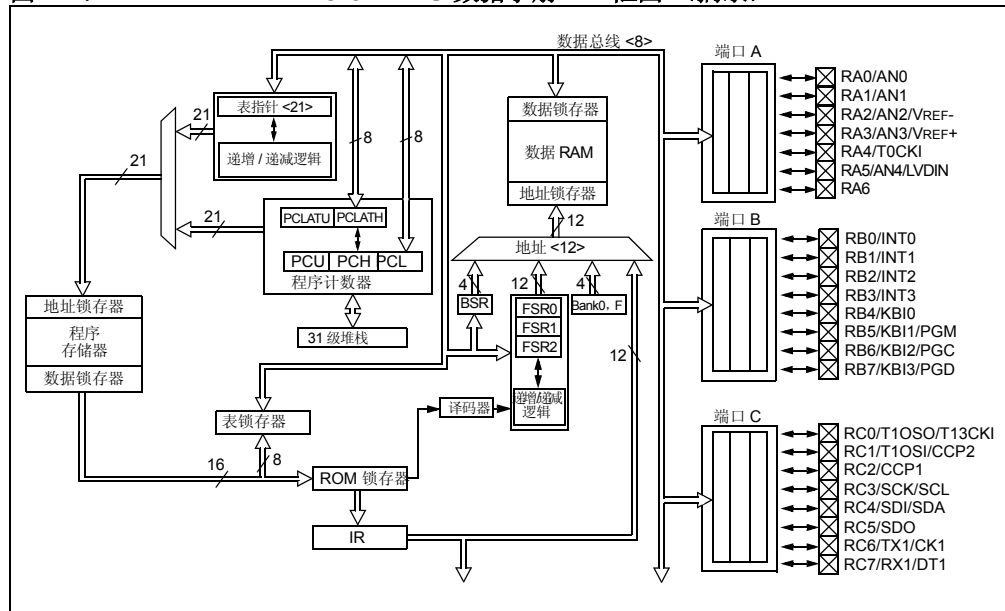 数据总线 <8>
端口 A
RA0/AN0
RA1/AN1
RA2/AN2/VREF-
RA3/AN3/VREF+
RA4/T0CKI
RA5/AN4/LVDIN
RA6
表指针 <21>
递增 / 递减逻辑
21
8
8
数据锁存器
数据 RAM
地址锁存器
12
21
21
PCLATU
PCLATH
PCU
PCH
PCL
程序计数器
31 级堆栈
地址 <12>
4
12
4
BSR
FSR0
FSR1
FSR2
Bank0，F
12
递增/递减
逻辑
端口 B
RB0/INT0
RB1/INT1
RB2/INT2
RB3/INT3
RB4/KBI0
RB5/KBI1/PGM
RB6/KBI2/PGC
RB7/KBI3/PGD
地址锁存器
程序
存储器
数据锁存器
表锁存器
译码器
16
8
ROM 锁存器
IR
端口 C
RC0/T1OSO/T13CKI
RC1/T1OSI/CCP2
RC2/CCP1
RC3/SCK/SCL
RC4/SDI/SDA
RC5/SDO
RC6/TX1/CK1
RC7/RX1/DT1